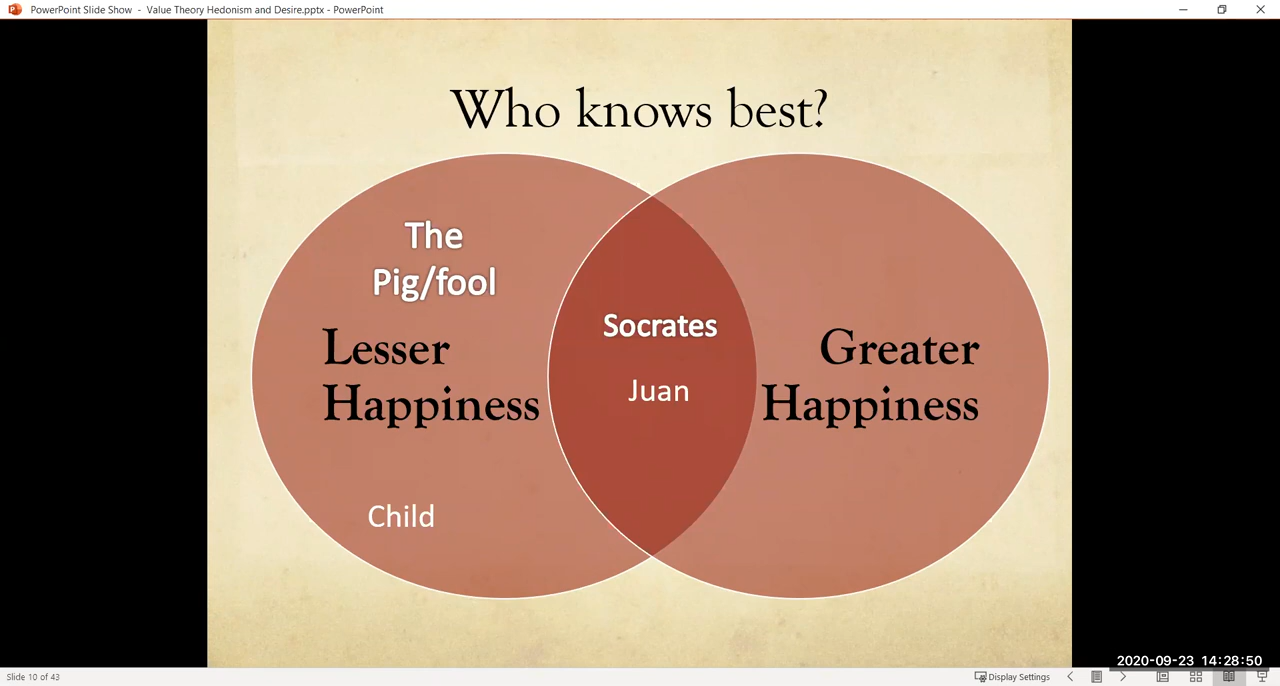 PowerPoint Slide Show - Value Theory Hedonism and Desire.pptx - PowerPoint
Who knows best?
The
Pig/fool
Lesser
Happiness
Child
Socrates
Juan
Greater
Happiness
2020-09-23 14:28:50
Slide 10 of 43
Display Settings